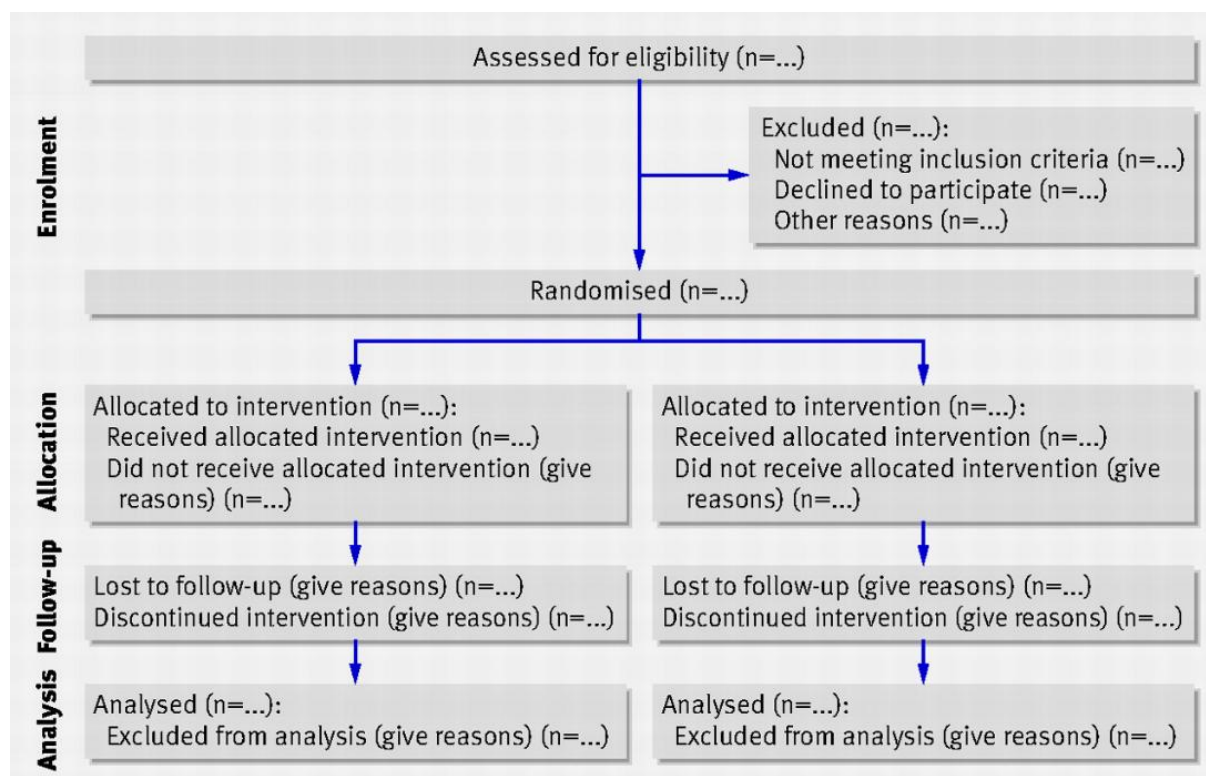 Assessed for eligibility (n=...)
Enrolment
Excluded (n=...):
Not meeting inclusion criteria (n=...)
Declined to participate (n=...)
Other reasons (n=...)
Randomised (n=...)
Allocation
Allocated to intervention (n=...):
Received allocated intervention (n=...)
Did not receive allocated intervention (give
reasons) (n=...)
Allocated to intervention (n=...):
Received allocated intervention (n=...)
Did not receive allocated intervention (give
reasons) (n=...)
Follow-up
Lost to follow-up (give reasons) (n=...)
Discontinued intervention (give reasons) (n=...)
Lost to follow-up (give reasons) (n=...)
Discontinued intervention (give reasons) (n=...)
Analysis
Analysed (n=...):
Excluded from analysis (give reasons) (n=...)
Analysed (n=...):
Excluded from analysis (give reasons) (n=...)